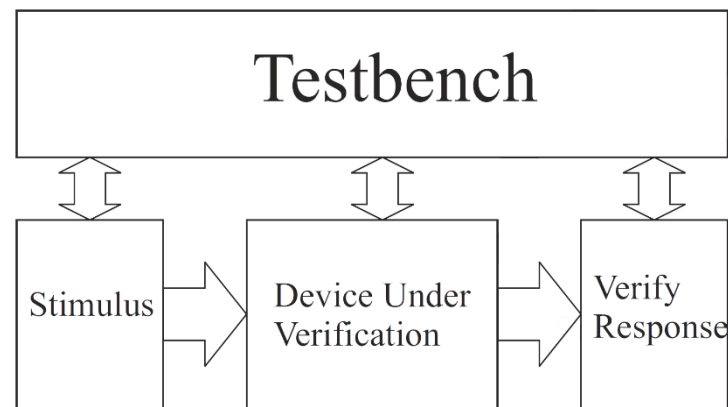 Testbench
Stimulus
Device Under
Verification
Verify
Response